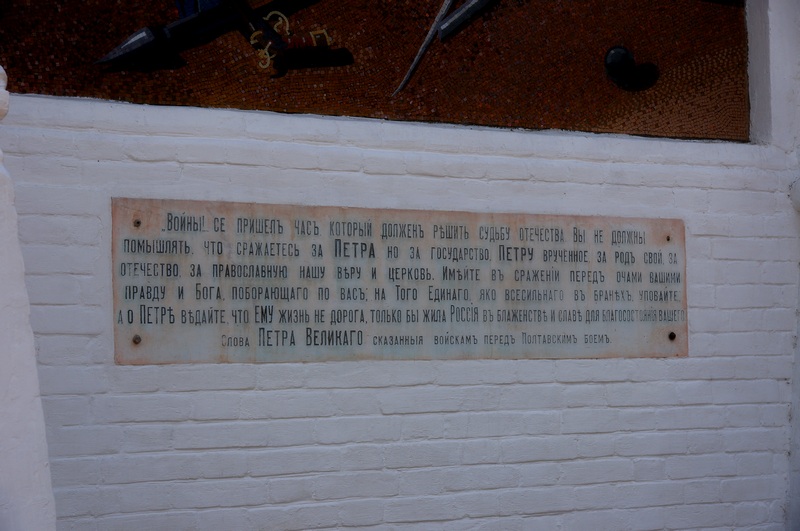 „Воины!.. се пришелъ часъ который долженъ рѣшить судьбу отечества Вы не должны
помышлять, что сражаетесь за Петра но за государство, Петру врученное, за родъ свой, за
отечество, за православную нашу вѣру и церковь. Имѣйте въ сраженіи передъ очами вашими
правду и Бога, поборающаго по васъ; на Того Единаго, яко всесильнаго въ бранѣхъ, уповайте,
а о Петрѣ вѣдайте, что ЕМУ жизнь не дорога, только бы жила Россія въ блаженствѣ и славѣ для благосостоянія вашего
Слова Петра Великаго сказанныя войскамъ передъ Полтавскимъ боемъ.